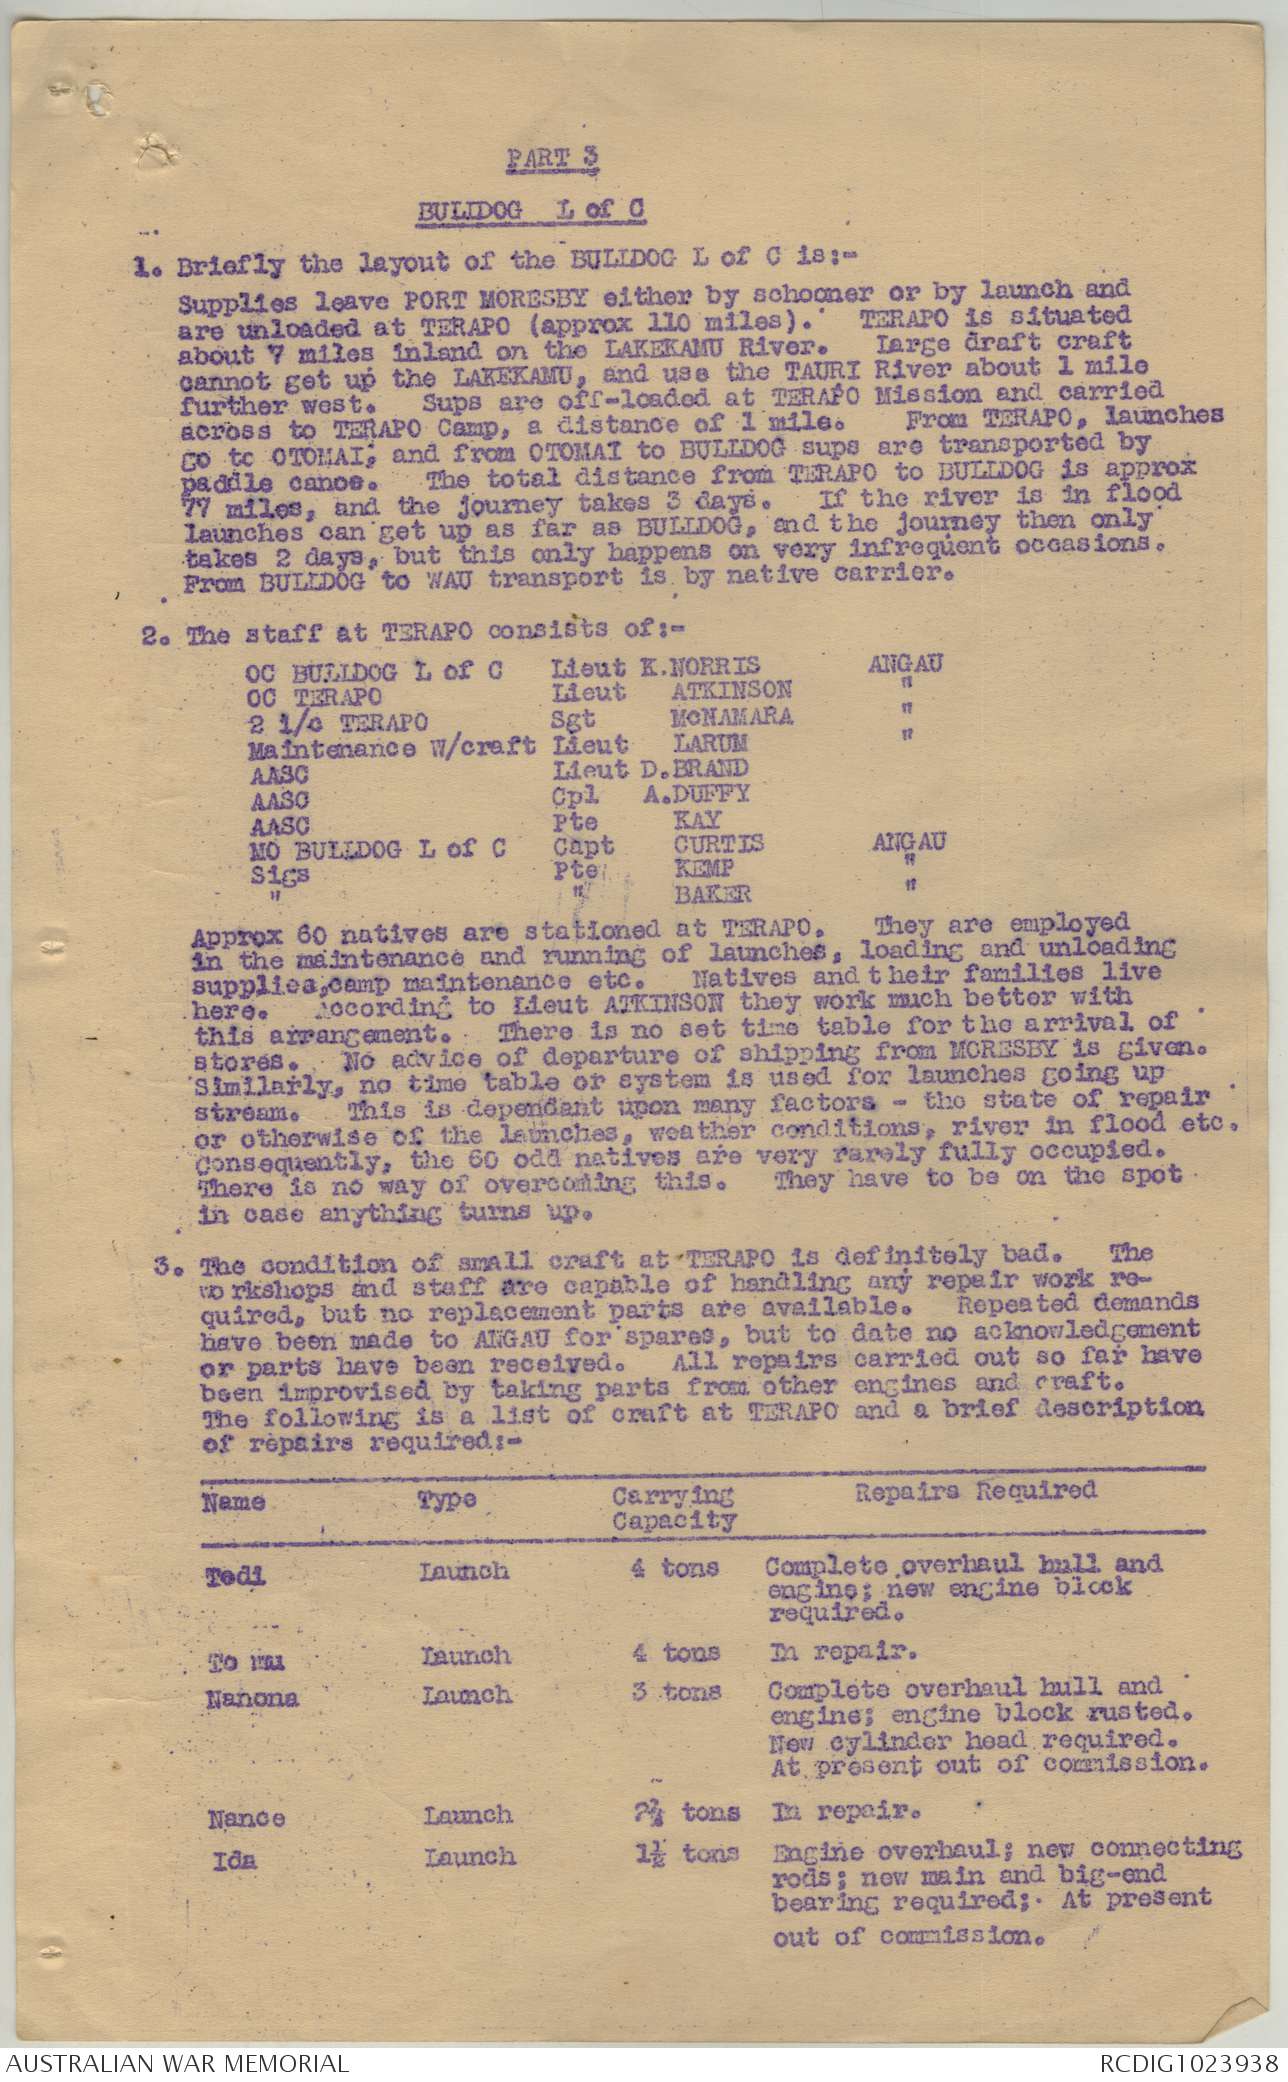 PART 3
BULLDOG L of C
1. Briefly the layout of the BULLDOG L of C is:-
Supplies leave PORT MORESBY either by schooner or by launch and
are unloaded at TERAPO (approx 110 miles). TERAPO is situated
about 7 miles inland on the LAKEKAMU River. Large draft craft
cannot get up the LAKEKAMU, and use the TAURI River about 1 mile
further west. Sups are off-loaded at TERAPO Mission and carried
across to TERAPO Camp, a distance of 1 mile. From TERAPO, launches
go to OTOMAI, and from OTOMAI to BULLDOG sups are transported by
paddle canoe. The total distance from TERAPO to BULLDOG is approx
77 miles, and the journey takes 3 days. If the river is in flood
launches can get up as far as BULLDOG, and the journey then only
takes 2 days, but this only happens on very infrequent occasions.
From BULLDOG to WAU transport is by native carrier.
2. The staff at TERAPO consists of:-
OC BULLDOG L of C Lieut K.NORRIS ANGAU
OC TERAPO Lieut ATKINSON "
2 i/c TERAPO Sgt McNAMARA "
Maintenance W/craft Lieut LARUM "
AASC Lieut D.BRAND
AASC Cpl A.DUFFY
AASC Pte KAY
MO BULLDOG L of C Capt CURTIS ANGAU
Sigs Pte KEMP "
" " BAKER "
Approx 60 natives are stationed at TERAPO. They are employed
in the maintenance and running of launches, loading and unloading
supplies,camp maintenance etc. Natives and their families live
here. According to Lieut ATKINSON they work much better with
this arrangement. There is no set time table for the arrival of
stores. No advice of departure of shipping from MORESBY is given.
Similarly, no time table or system is used for launches going up
stream. This is dependant upon many factors - the state of repair
or otherwise of the launches, weather conditions, river in flood etc.
Consequently, the 60 odd natives are very rarely fully occupied.
There is no way of overcoming this. They have to be on the spot
in case anything turns up.
3. The condition of small craft at TERAPO is definitely bad. The
workshops and staff are capable of handling any repair work re-
quired, but no replacement parts are available. Repeated demands
have been made to ANGAU for spares, but to date no acknowledgement
or parts have been received. All repairs carried out so far have
been improvised by taking parts from other engines and craft.
The following is a list of craft at TERAPO and a brief description
of repairs required:-
Name Type Carrying Repairs Required
Capacity
Tedi Launch 4 tons Complete overhaul hull and
engine; new engine block
required.
To Launch 4 tons In repair.
Nanona Launch 3 tons Complete overhaul hull and
engine; engine block rusted.
New cylinder head required.
At present out of commission.
Nance Launch 2½ tons In repair.
Ida Launch 1½ tons Engine overhaul; new connecting
rods; new main and big-end
bearing required; At present
out of commission.
AUSTRALIAN WAR MEMORIAL RCDIG1023938